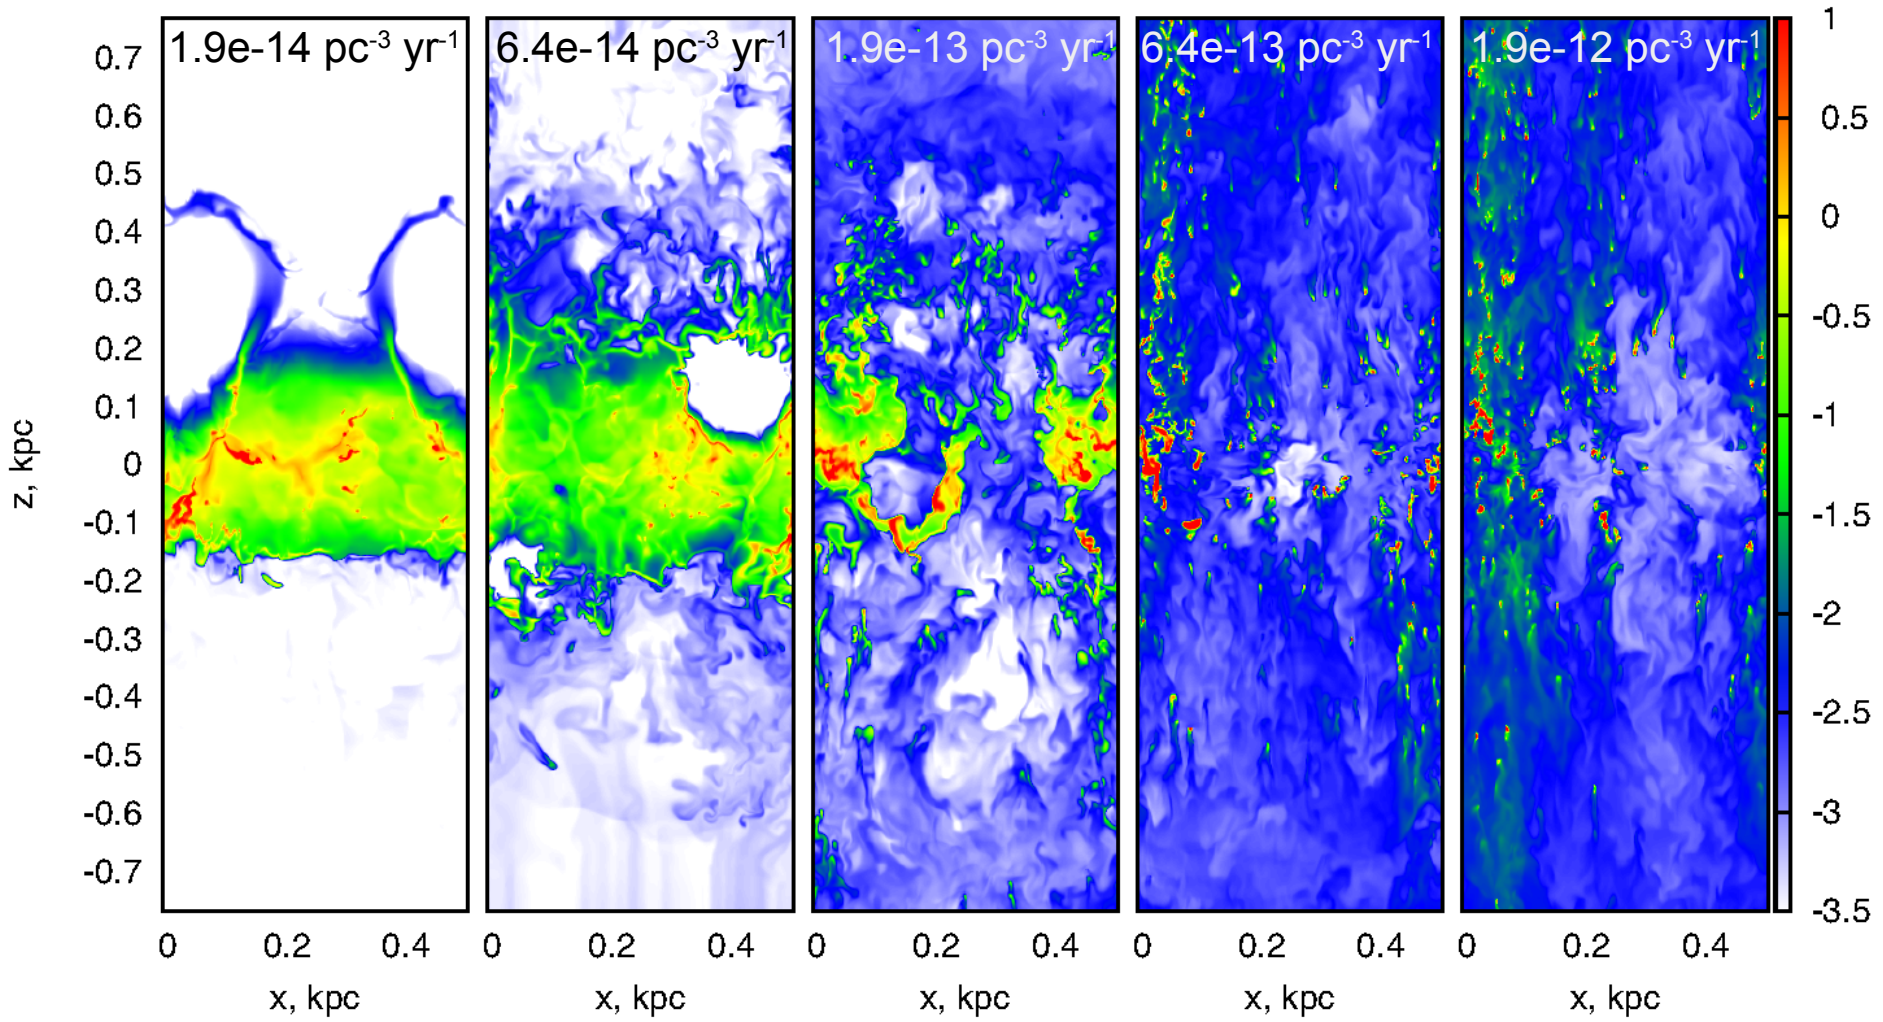 1.9e-14 pc⁻³ yr⁻¹
6.4e-14 pc⁻³ yr⁻¹
1.9e-13 pc⁻³ yr⁻¹
6.4e-13 pc⁻³ yr⁻¹
1.9e-12 pc⁻³ yr⁻¹
z, kpc
0.7
0.6
0.5
0.4
0.3
0.2
0.1
0
-0.1
-0.2
-0.3
-0.4
-0.5
-0.6
-0.7
1
0.5
0
-0.5
-1
-1.5
-2
-2.5
-3
-3.5
0 0.2 0.4
0 0.2 0.4
0 0.2 0.4
0 0.2 0.4
0 0.2 0.4
x, kpc
x, kpc
x, kpc
x, kpc
x, kpc